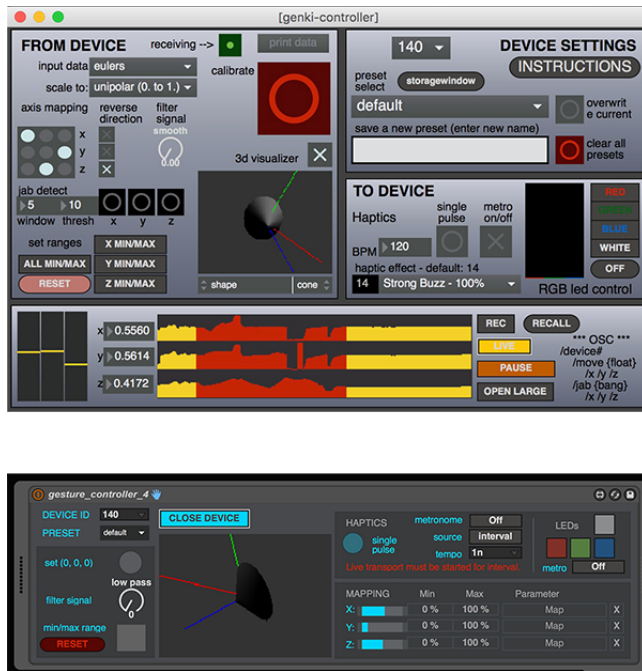 [genki-controller]
FROM DEVICE
receiving -->
print data
input data
eulers
scale to:
unipolar (0. to 1.)
calibrate
axis mapping
reverse
direction
filter
signal
smooth
0.00
x
y
z
3d visualizer
jab detect
5
10
window
thresh
x
y
z
set ranges
X MIN/MAX
ALL MIN/MAX
Y MIN/MAX
RESET
Z MIN/MAX
shape
cone
140
DEVICE SETTINGS
INSTRUCTIONS
preset
select
storagewindow
default
overwrit
e current
save a new preset (enter new name)
clear all
presets
TO DEVICE
Haptics
single
pulse
metro
on/off
BPM
120
haptic effect - default: 14
14
Strong Buzz - 100%
RED
GREEN
BLUE
WHITE
OFF
RGB led control
x
0.5560
y
0.5614
z
0.4172
REC
RECALL
LIVE
PAUSE
OPEN LARGE
*** OSC ***
/device#
/move {float}
/x /y /z
/jab {bang}
/x /y /z
gesture_controller_4
DEVICE ID
140
CLOSE DEVICE
PRESET
default
set (0, 0, 0)
low pass
filter signal
0
min/max range
RESET
HAPTICS
metronome
Off
single
pulse
source
interval
tempo
1n
Live transport must be started for interval.
LEDs
metro
Off
MAPPING
Min
Max
Parameter
X:
0 %
100 %
Map
X
Y:
0 %
100 %
Map
X
Z:
0 %
100 %
Map
X